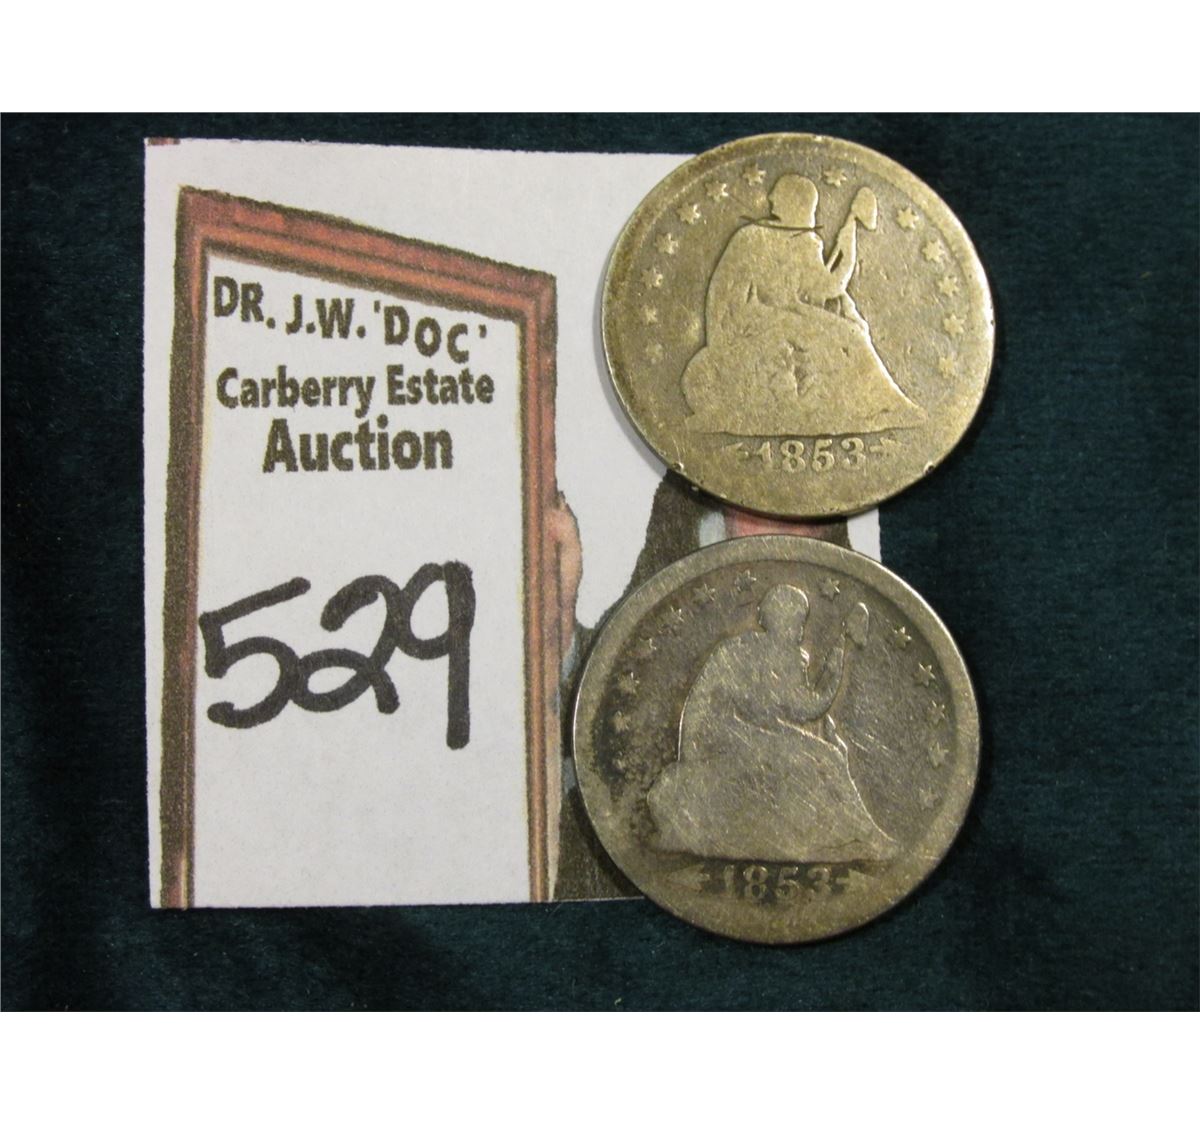 DR. J.W. 'DOC'
Carberry Estate
Auction
529
1853
1853